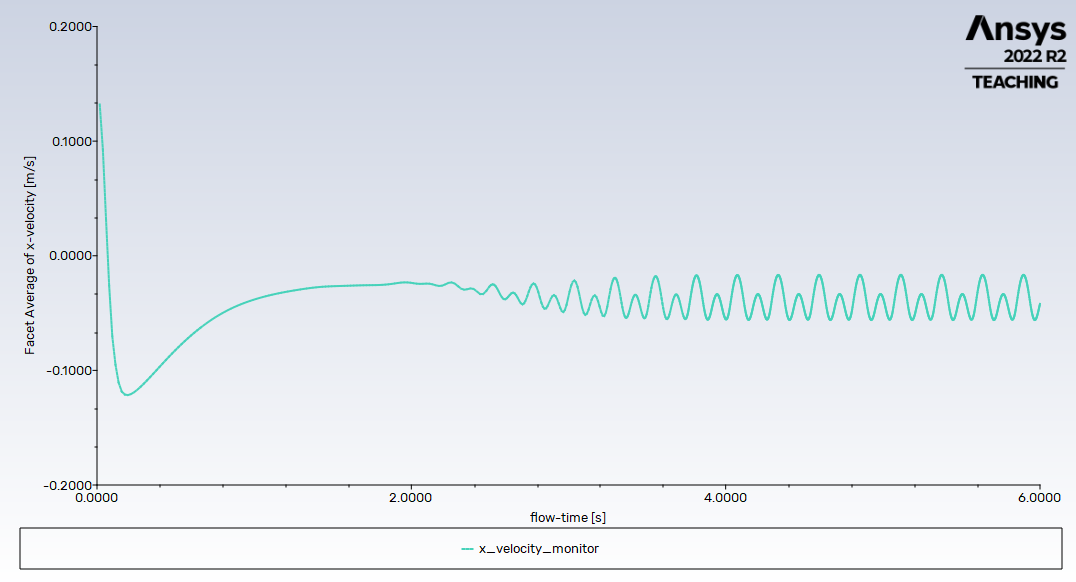 Ansys
2022 R2
TEACHING
0.2000
0.1000
0.0000
-0.1000
-0.2000
Facet Average of x-velocity [m/s]
0.0000 2.0000 4.0000 6.0000
flow-time [s]
x_velocity_monitor